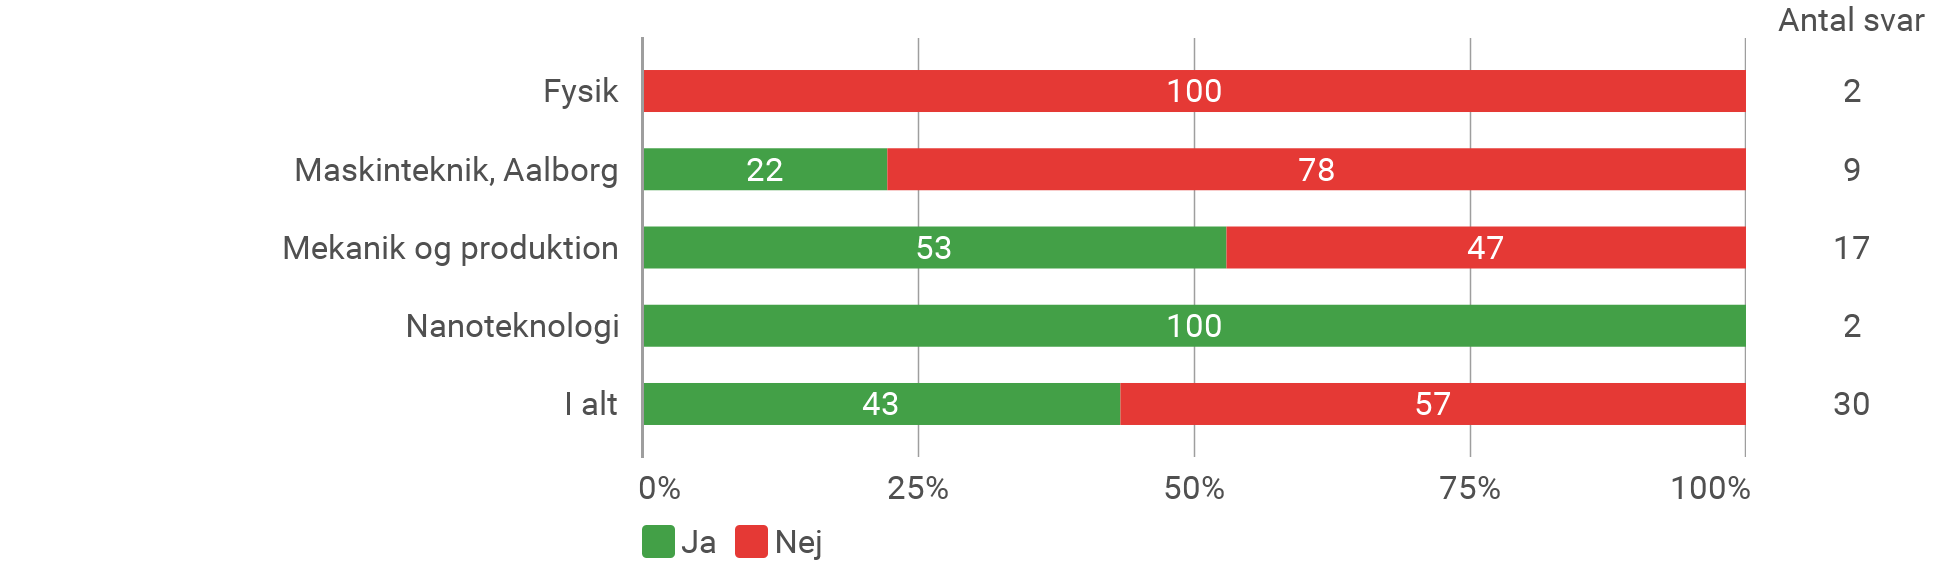 Antal svar
Fysik 100 2
Maskinteknik, Aalborg 22 78 9
Mekanik og produktion 53 47 17
Nanoteknologi 100 2
I alt 43 57 30
0% 25% 50% 75% 100%
Ja Nej